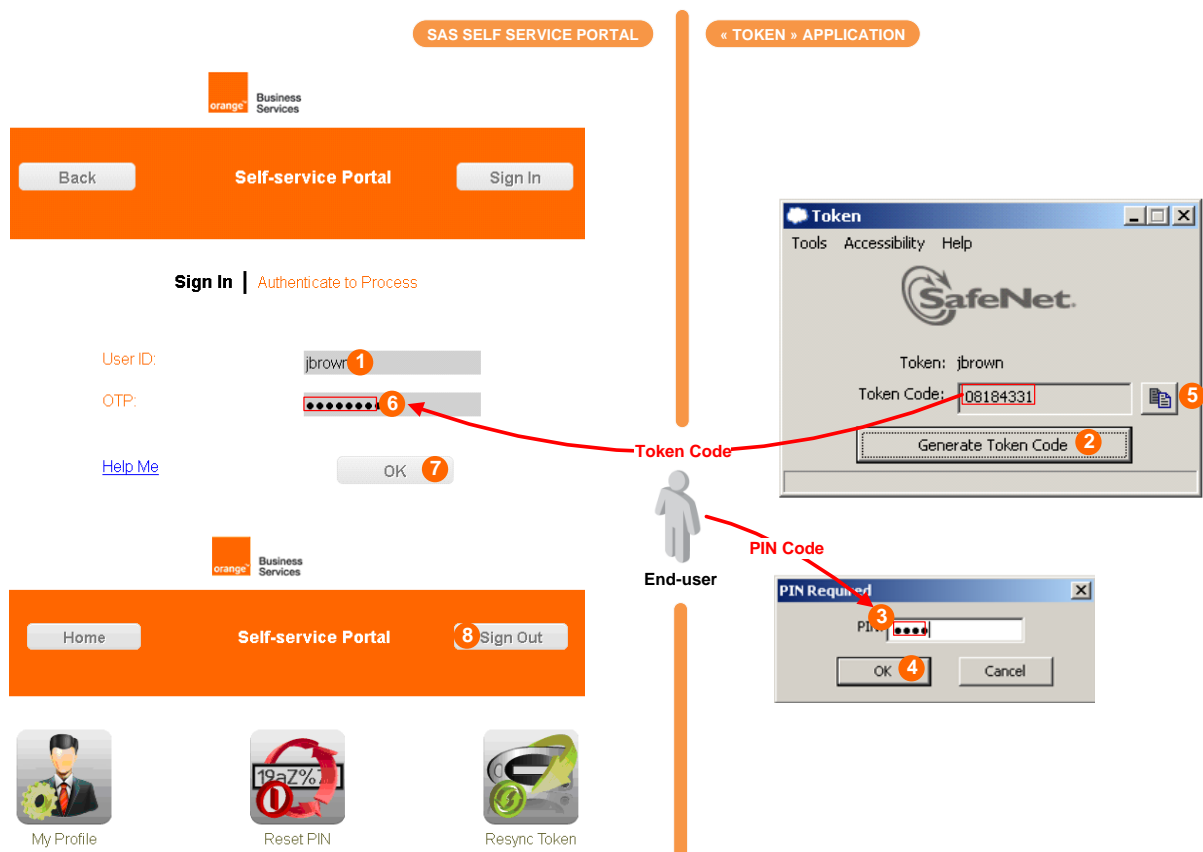 SAS SELF SERVICE PORTAL
« TOKEN » APPLICATION
orange™
Business
Services
Back
Self-service Portal
Sign In
Sign In | Authenticate to Process
User ID:
jbrown
1
OTP:
●●●●●●●●
6
Help Me
OK
7
Token
Tools Accessibility Help
SafeNet.
Token: jbrown
Token Code: 08184331
5
Generate Token Code
2
Token Code
PIN Code
End-user
PIN Required
3
PIN:
●●●●
OK
4
Cancel
orange™
Business
Services
Home
Self-service Portal
8
Sign Out
19aZ%
My Profile
Reset PIN
Resync Token